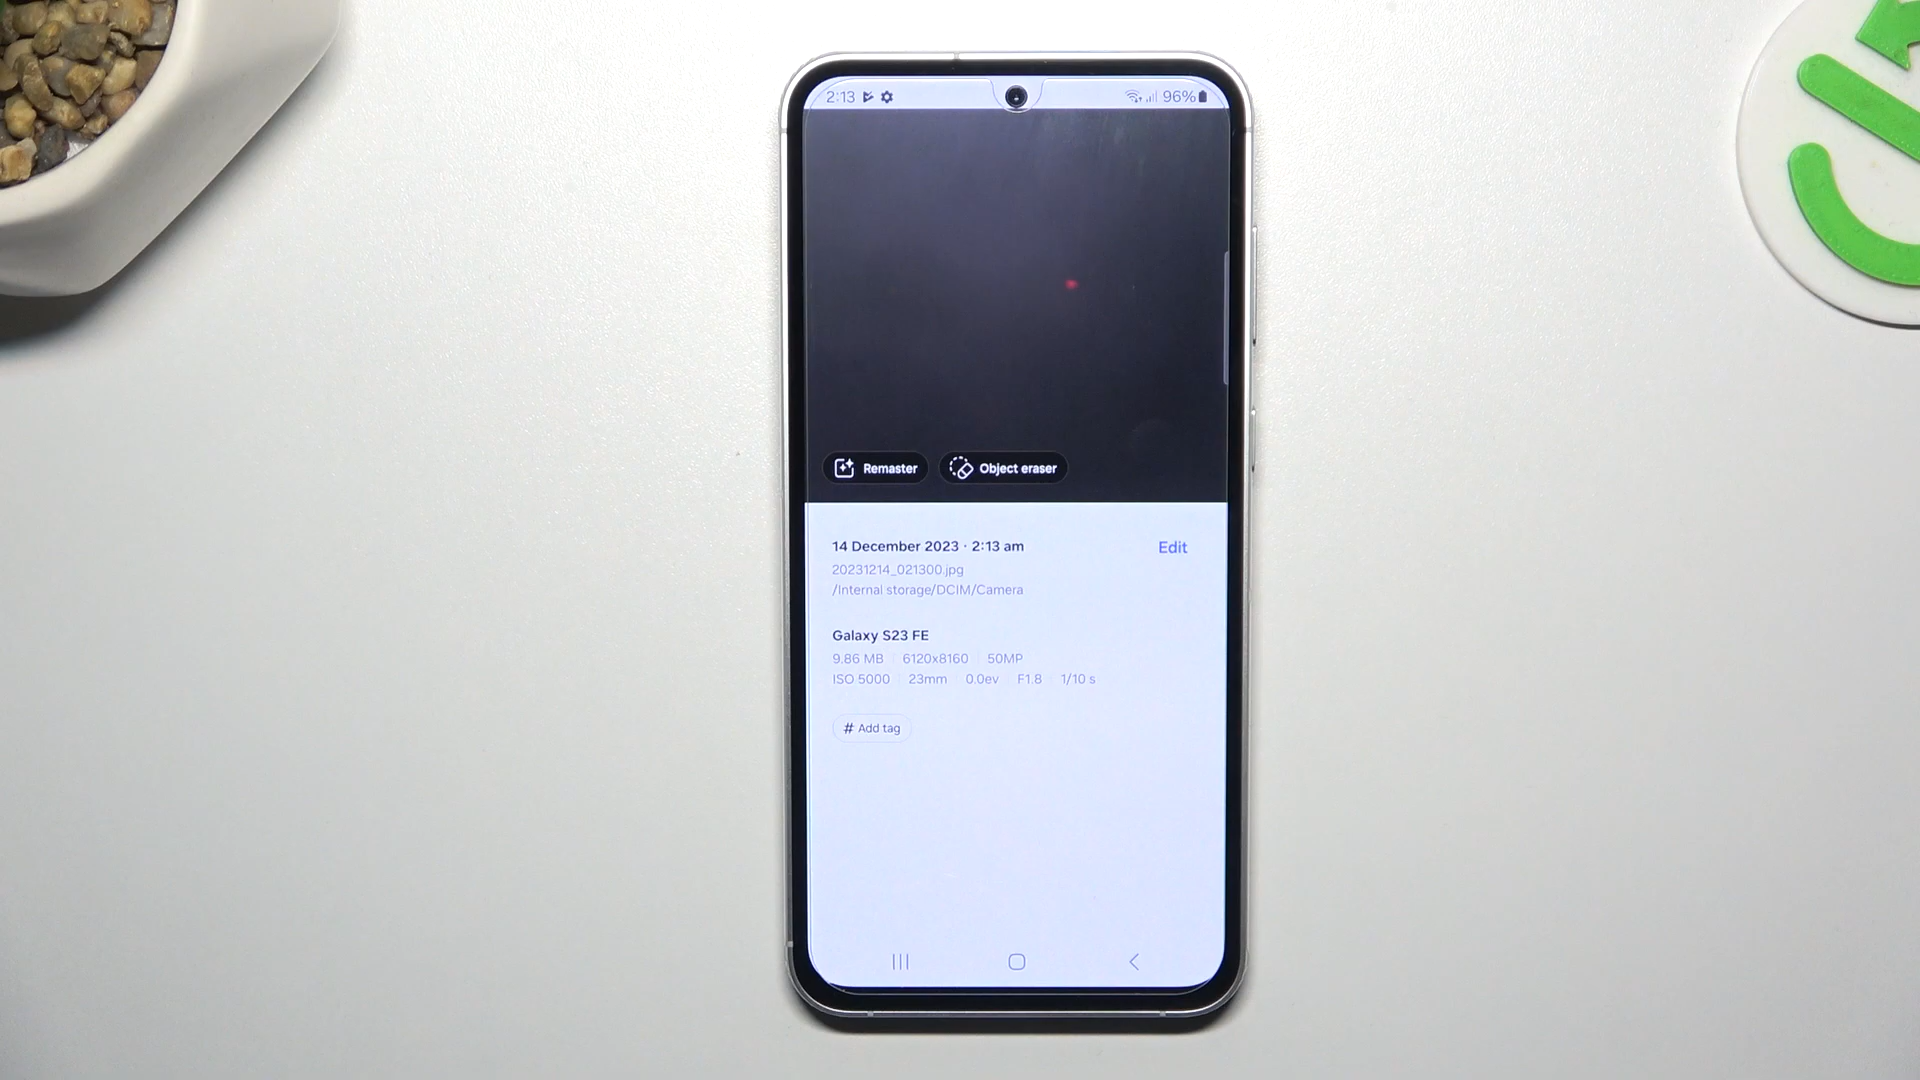 2:13 96%
Remaster Object eraser
14 December 2023 · 2:13 am Edit
20231214_021300.jpg
/Internal storage/DCIM/Camera
Galaxy S23 FE
9.86 MB 6120x8160 50MP
ISO 5000 23mm 0.0ev F1.8 1/10 s
# Add tag